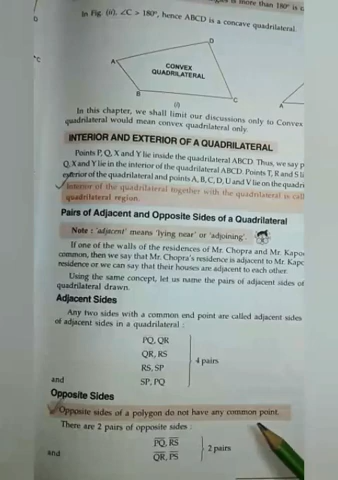 is more than 180° is c
In Fig. (ii), ∠C > 180°, hence ABCD is a concave quadrilateral.
D
A
CONVEX
QUADRILATERAL
B
C
(i)
A
In this chapter, we shall limit our discussions only to Convex
quadrilateral would mean convex quadrilateral only.
INTERIOR AND EXTERIOR OF A QUADRILATERAL
Points P, Q, X and Y lie inside the quadrilateral ABCD. Thus, we say p
Q, X and Y lie in the interior of the quadrilateral ABCD. Points T, R and S li
exterior of the quadrilateral and points A, B, C, D, U and V lie on the quadri
Interior of the quadrilateral together with the quadrilateral is call
quadrilateral region.
Pairs of Adjacent and Opposite Sides of a Quadrilateral
Note : 'adjacent' means 'lying near' or 'adjoining'.
If one of the walls of the residences of Mr. Chopra and Mr. Kapoo
common, then we say that Mr. Chopra's residence is adjacent to Mr. Kapo
residence or we can say that their houses are adjacent to each other.
Using the same concept, let us name the pairs of adjacent sides of
quadrilateral drawn.
Adjacent Sides
Any two sides with a common end point are called adjacent sides
of adjacent sides in a quadrilateral :
PQ, QR
QR, RS
RS, SP
4 pairs
and SP, PQ
Opposite Sides
Opposite sides of a polygon do not have any common point.
There are 2 pairs of opposite sides :
PQ, RS
and QR, PS
2 pairs